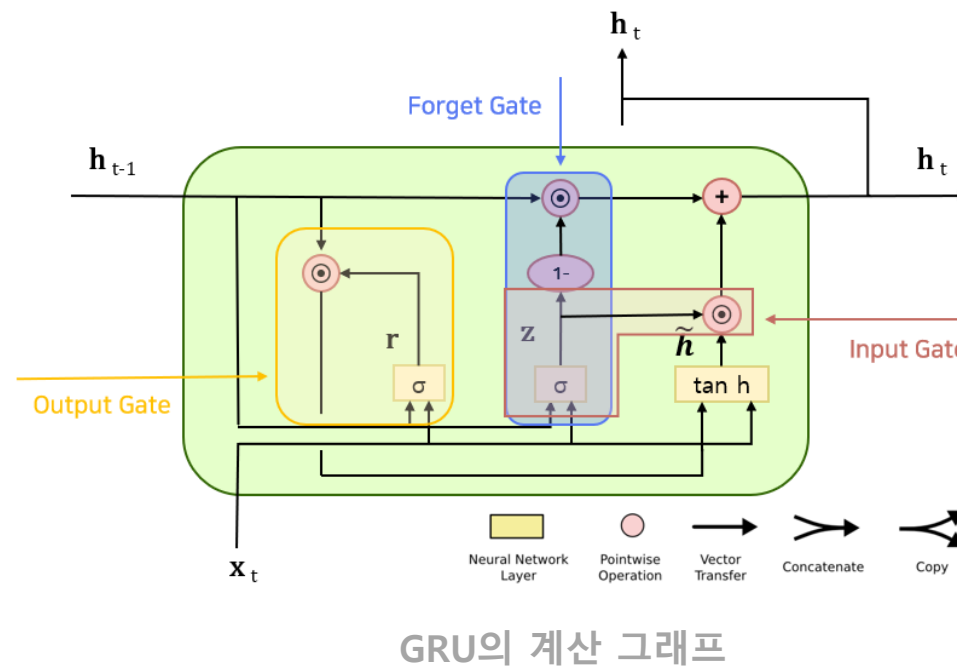 h t
Forget Gate
h t-1
h t
⊙
+
⊙
1-
r
z
⊙
h̃
Input Gate
σ
σ
tan h
Output Gate
x t
Neural Network
Layer
Pointwise
Operation
Vector
Transfer
Concatenate
Copy
GRU의 계산 그래프